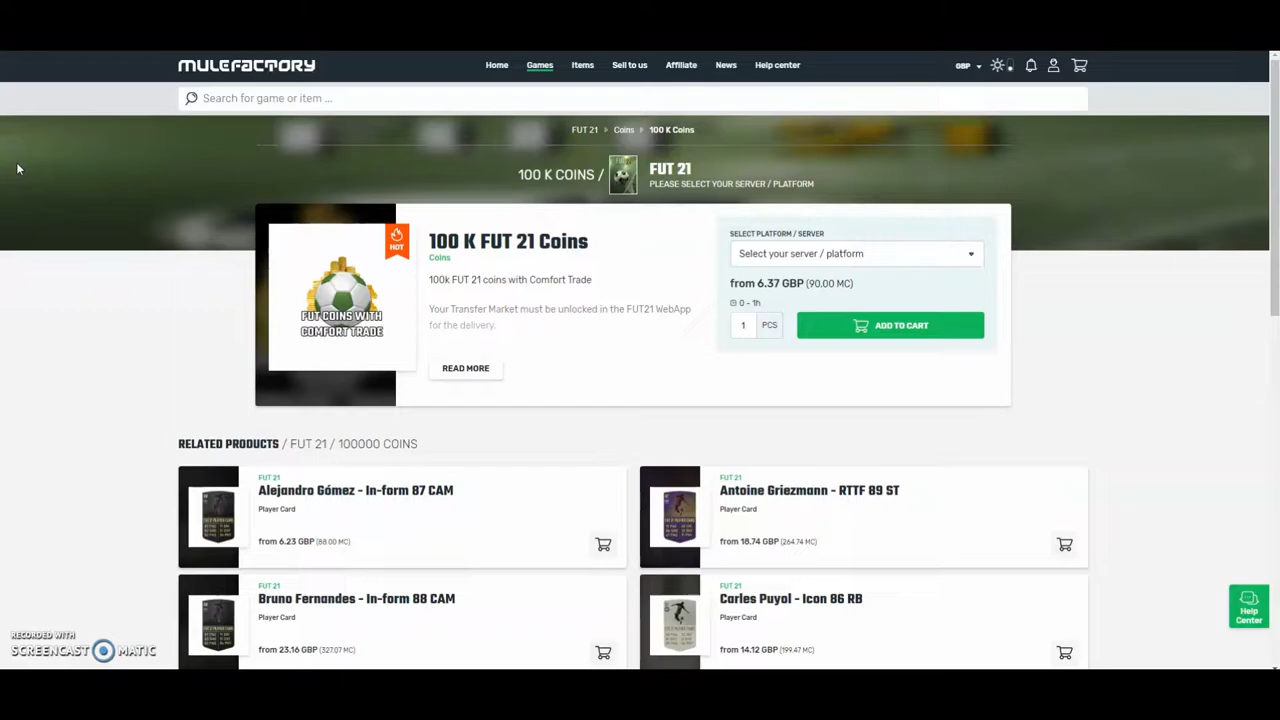 MULEFACTORY
Home Games Items Sell to us Affiliate News Help center
GBP
Search for game or item ...
FUT 21 Coins 100 K Coins
100 K COINS / FUT 21
PLEASE SELECT YOUR SERVER / PLATFORM
HOT
FUT COINS WITH
COMFORT TRADE
100 K FUT 21 Coins
Coins
100k FUT 21 coins with Comfort Trade
Your Transfer Market must be unlocked in the FUT21 WebApp
for the delivery.
READ MORE
SELECT PLATFORM / SERVER
Select your server / platform
from 6.37 GBP (90.00 MC)
0 - 1h
1 PCS
ADD TO CART
RELATED PRODUCTS / FUT 21 / 100000 COINS
FUT 21
Alejandro Gómez - In-form 87 CAM
Player Card
from 6.23 GBP (88.00 MC)
FUT 21
Antoine Griezmann - RTTF 89 ST
Player Card
from 18.74 GBP (264.74 MC)
FUT 21
Bruno Fernandes - In-form 88 CAM
Player Card
from 23.16 GBP (327.07 MC)
FUT 21
Carles Puyol - Icon 86 RB
Player Card
from 14.12 GBP (199.47 MC)
Help
Center
RECORDED WITH
SCREENCAST MATIC